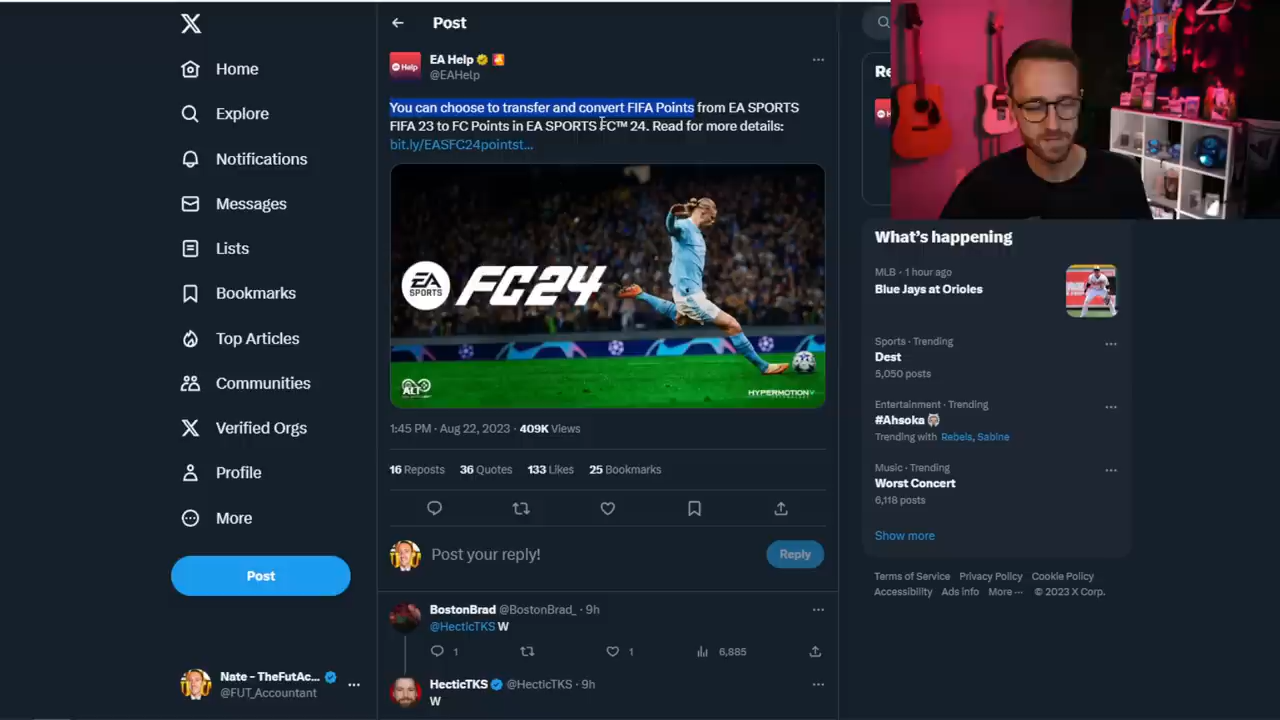 Home
Explore
Notifications
Messages
Lists
Bookmarks
Top Articles
Communities
Verified Orgs
Profile
More
Post
Nate - TheFutAc...
@FUT_Accountant
Post
Help
EA Help
@EAHelp
You can choose to transfer and convert FIFA Points from EA SPORTS
FIFA 23 to FC Points in EA SPORTS FC™ 24. Read for more details:
bit.ly/EASFC24pointst...
EA
SPORTS
FC24
ALT
HYPERMOTION V
1:45 PM · Aug 22, 2023 · 409K Views
16 Reposts 36 Quotes 133 Likes 25 Bookmarks
Post your reply!
Reply
BostonBrad @BostonBrad_ · 9h
@HecticTKS W
1 1 6,885
HecticTKS @HecticTKS · 9h
W
Re
What's happening
MLB · 1 hour ago
Blue Jays at Orioles
Sports · Trending
Dest
5,050 posts
Entertainment · Trending
#Ahsoka
Trending with Rebels, Sabine
Music · Trending
Worst Concert
6,118 posts
Show more
Terms of Service Privacy Policy Cookie Policy
Accessibility Ads info More ··· © 2023 X Corp.